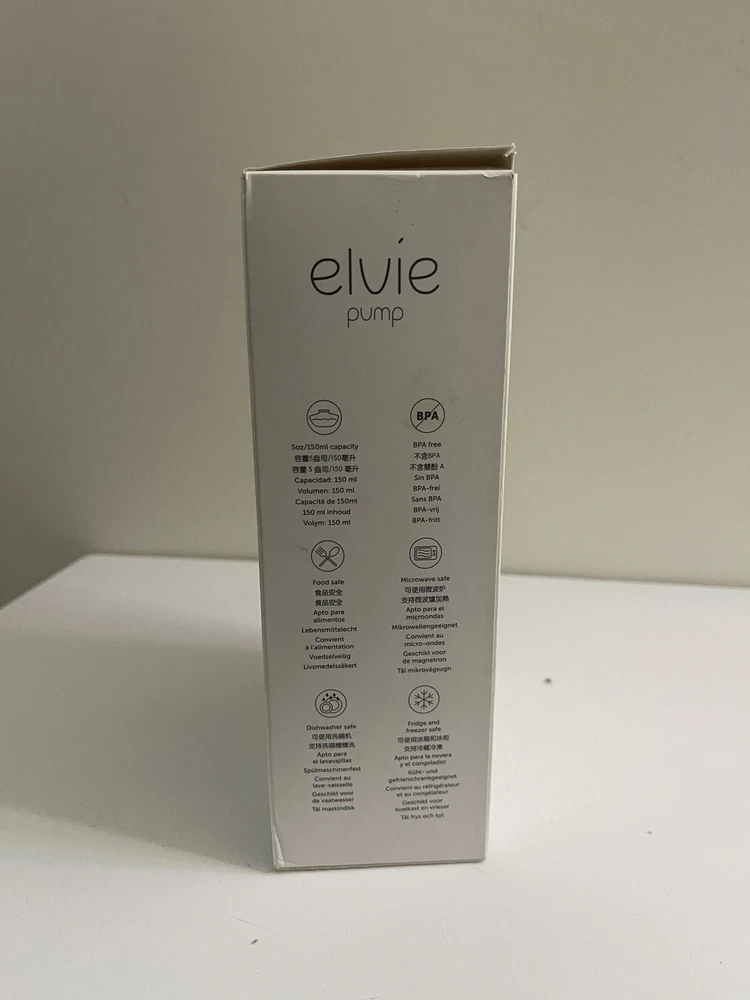 elvie
pump
5oz/150ml capacity
容量5盎司/150毫升
容量 5 盎司/150 毫升
Capacidad: 150 ml
Volumen: 150 ml
Capacité de 150ml
150 ml inhoud
Volym: 150 ml
BPA
BPA free
不含BPA
不含雙酚 A
Sin BPA
BPA-frei
Sans BPA
BPA-vrij
BPA-fritt
Food safe
食品安全
食品安全
Apto para
alimentos
Lebensmittelecht
Convient
à l'alimentation
Voedselveilig
Livsmedelssäkert
Microwave safe
可使用微波炉
支持微波爐加熱
Apto para el
microondas
Mikrowellengeeignet
Convient au
micro-ondes
Geschikt voor
de magnetron
Tål mikrovågsugn
Dishwasher safe
可使用洗碗机
支持洗碗機機洗
Apto para
el lavavajillas
Spülmaschinenfest
Convient au
lave-vaisselle
Geschikt voor
de vaatwasser
Tål maskindisk
Fridge and
freezer safe
可使用冰箱和冰柜
支持冷藏冷凍
Apto para la nevera
y el congelador
Kühl- und
gefrierschrankgeeignet
Convient au réfrigérateur
et au congélateur
Geschikt voor
koelkast en vriezer
Tål frys och kyl